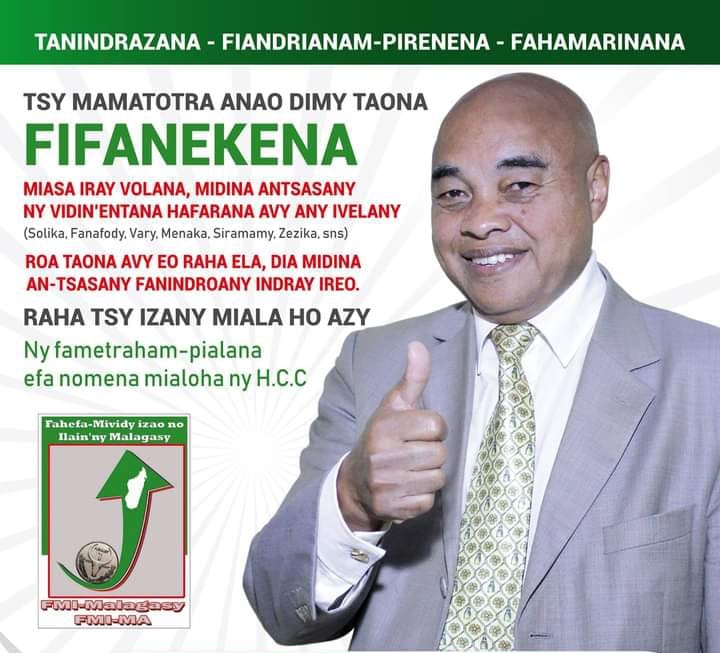 TANINDRAZANA - FIANDRIANAM-PIRENENA - FAHAMARINANA
TSY MAMATOTRA ANAO DIMY TAONA
FIFANEKENA
MIASA IRAY VOLANA, MIDINA ANTSASANY
NY VIDIN'ENTANA HAFARANA AVY ANY IVELANY
(Solika, Fanafody, Vary, Menaka, Siramamy, Zezika, sns)
ROA TAONA AVY EO RAHA ELA, DIA MIDINA
AN-TSASANY FANINDROANY INDRAY IREO.
RAHA TSY IZANY MIALA HO AZY
Ny fametraham-pialana
efa nomena mialoha ny H.C.C
Fahefa-Mividy izao no
Ilain'ny Malagasy
FMI-Malagasy
FMI-MA